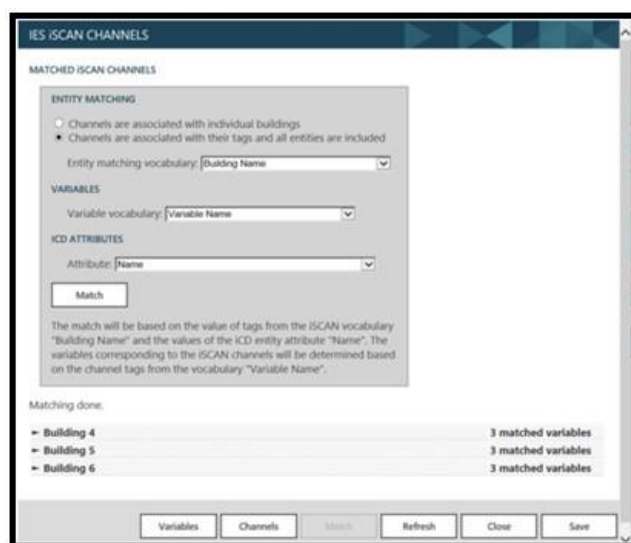 IES iSCAN CHANNELS
MATCHED iSCAN CHANNELS
ENTITY MATCHING
Channels are associated with individual buildings
Channels are associated with their tags and all entities are included
Entity matching vocabulary: Building Name
VARIABLES
Variable vocabulary: Variable Name
ICD ATTRIBUTES
Attribute: Name
Match
The match will be based on the value of tags from the iSCAN vocabulary
"Building Name" and the values of the ICD entity attribute "Name". The
variables corresponding to the iSCAN channels will be determined based
on the channel tags from the vocabulary "Variable Name".
Matching done.
Building 4 3 matched variables
Building 5 3 matched variables
Building 6 3 matched variables
Variables Channels Match Refresh Close Save